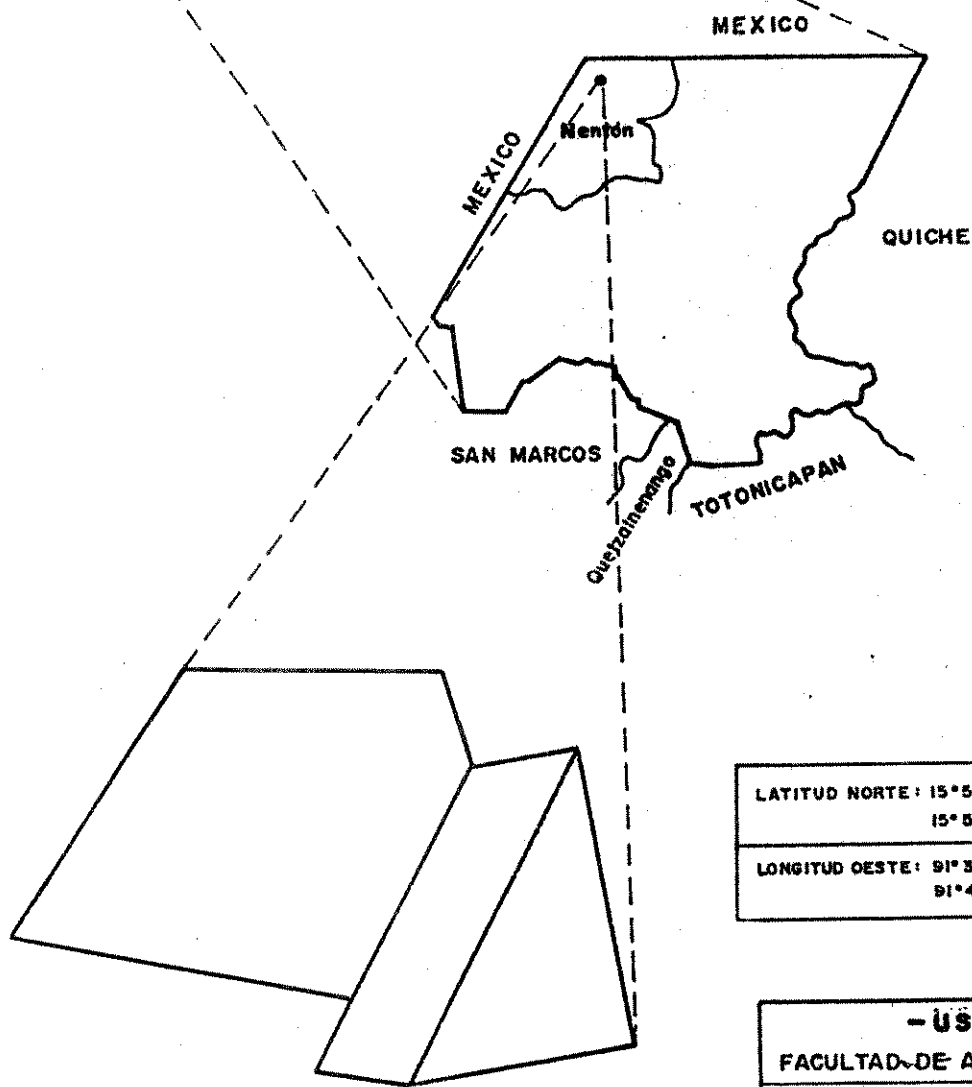 MEXICO
Nentón
MEXICO
QUICHE
SAN MARCOS
Quetzaltenango
TOTONICAPAN
LATITUD NORTE: 15°5
15°5
LONGITUD OESTE: 91°3
91°4
- US
FACULTAD DE A